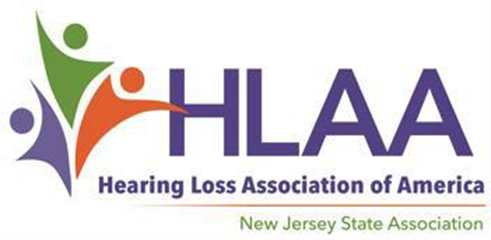 HLAA
Hearing Loss Association of America
New Jersey State Association